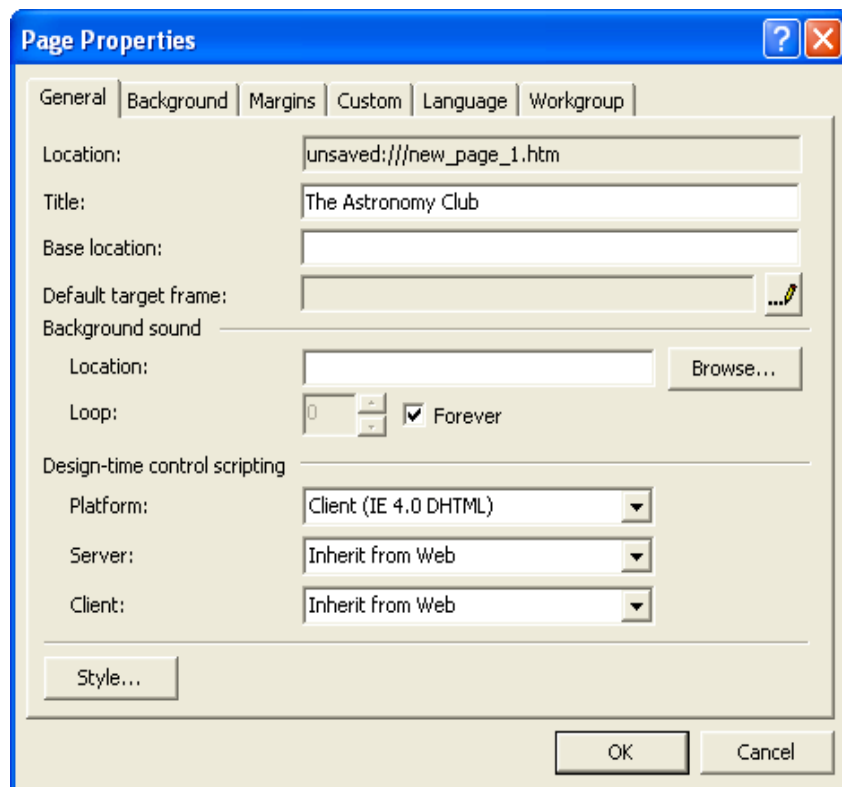 Page Properties
General Background Margins Custom Language Workgroup
Location: unsaved:///new_page_1.htm
Title: The Astronomy Club
Base location:
Default target frame: ...
Background sound
Location: Browse...
Loop: 0 Forever
Design-time control scripting
Platform: Client (IE 4.0 DHTML)
Server: Inherit from Web
Client: Inherit from Web
Style...
OK Cancel